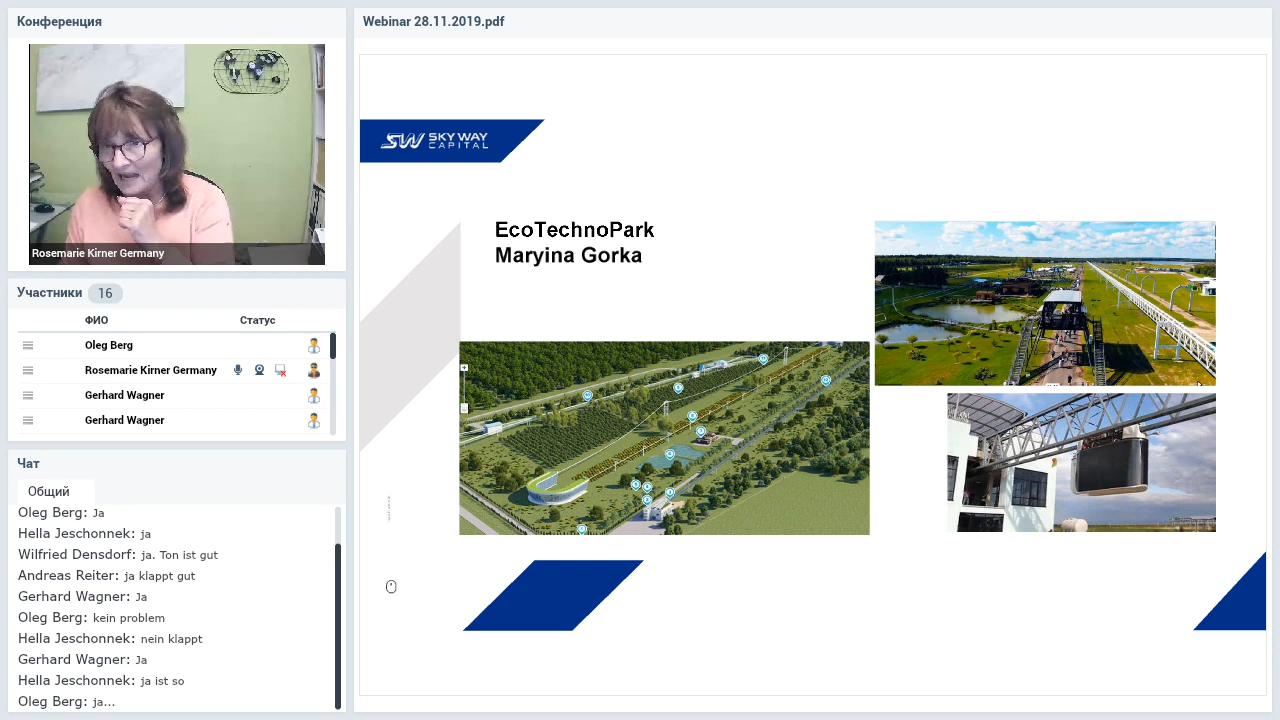 Конференция
Rosemarie Kirner Germany
Участники 16
ФИО Статус
Oleg Berg
Rosemarie Kirner Germany
Gerhard Wagner
Gerhard Wagner
Чат
Общий
Oleg Berg: Ja
Hella Jeschonnek: ja
Wilfried Densdorf: ja. Ton ist gut
Andreas Reiter: ja klappt gut
Gerhard Wagner: Ja
Oleg Berg: kein problem
Hella Jeschonnek: nein klappt
Gerhard Wagner: Ja
Hella Jeschonnek: ja ist so
Oleg Berg: ja...
Webinar 28.11.2019.pdf
SW SKY WAY
CAPITAL
EcoTechnoPark
Maryina Gorka